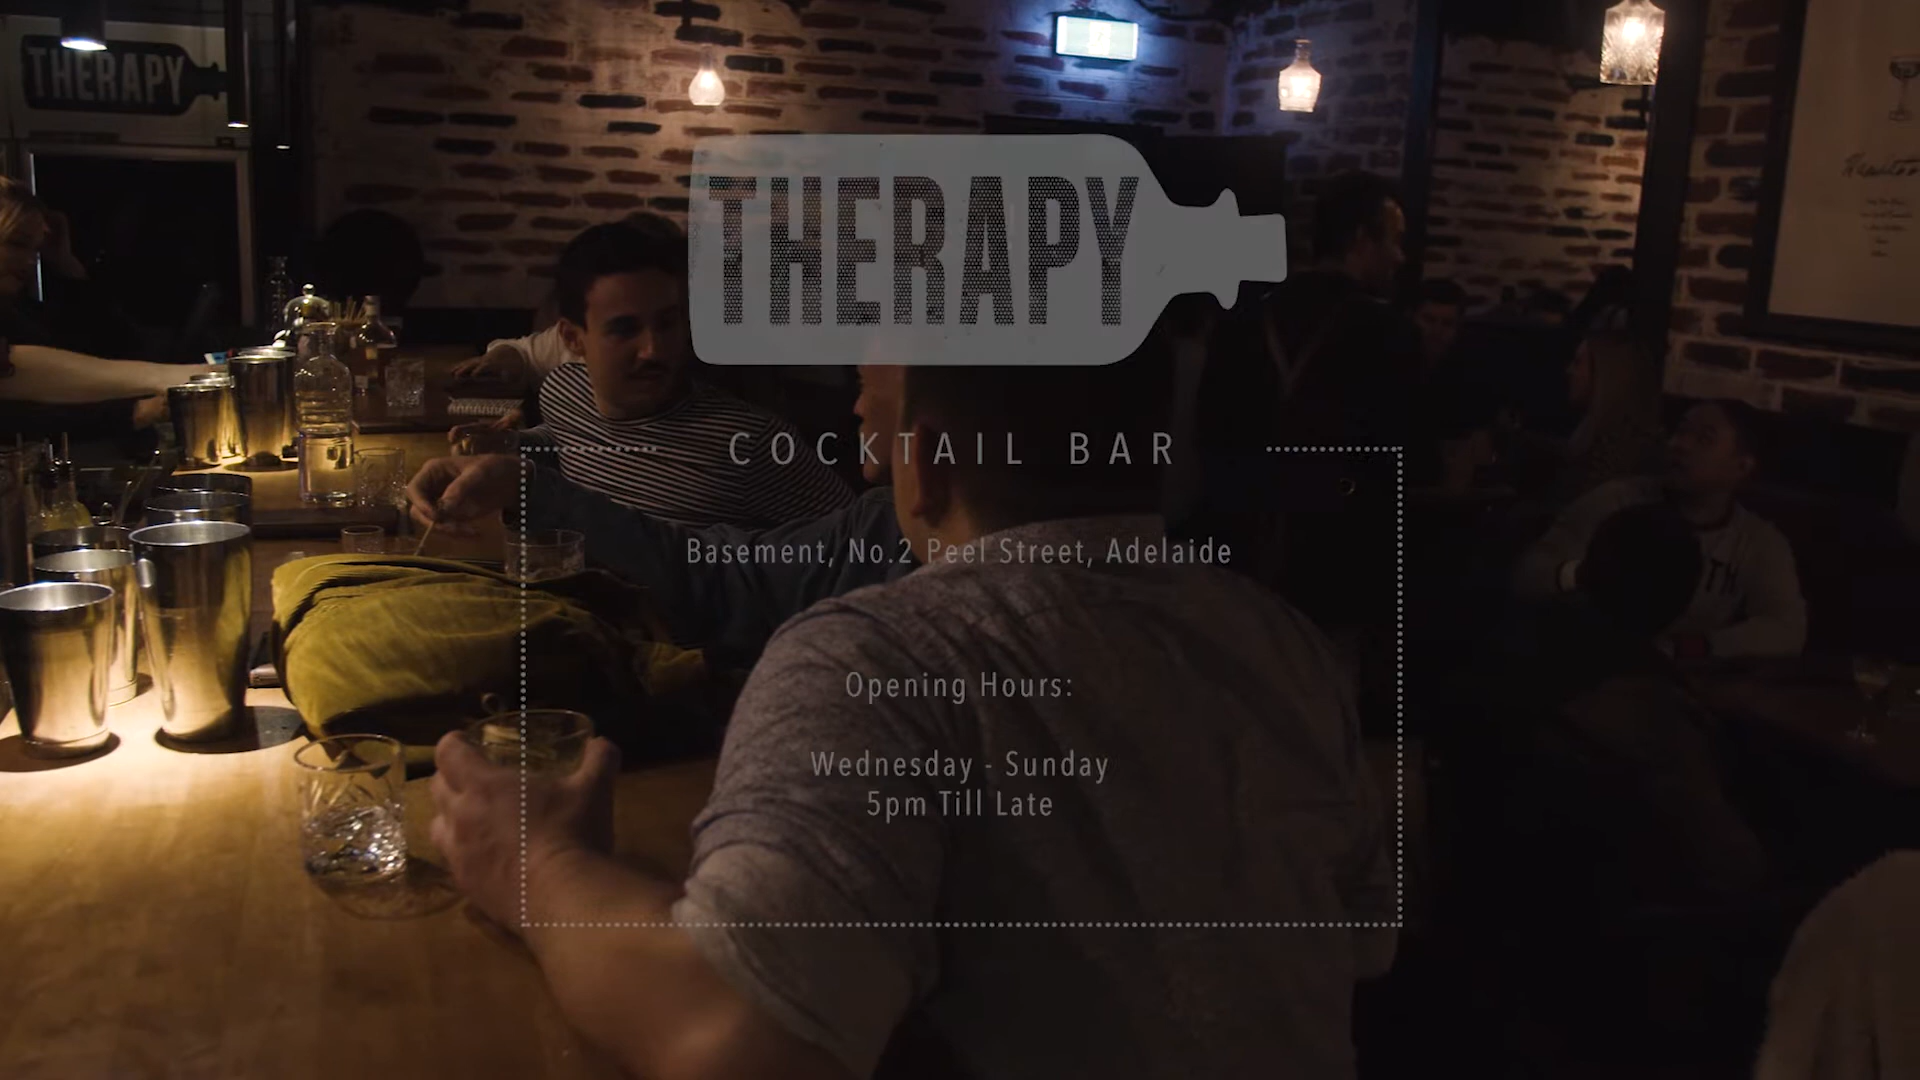 THERAPY
THERAPY
COCKTAIL BAR
Basement, No.2 Peel Street, Adelaide
Opening Hours:
Wednesday - Sunday
5pm Till Late